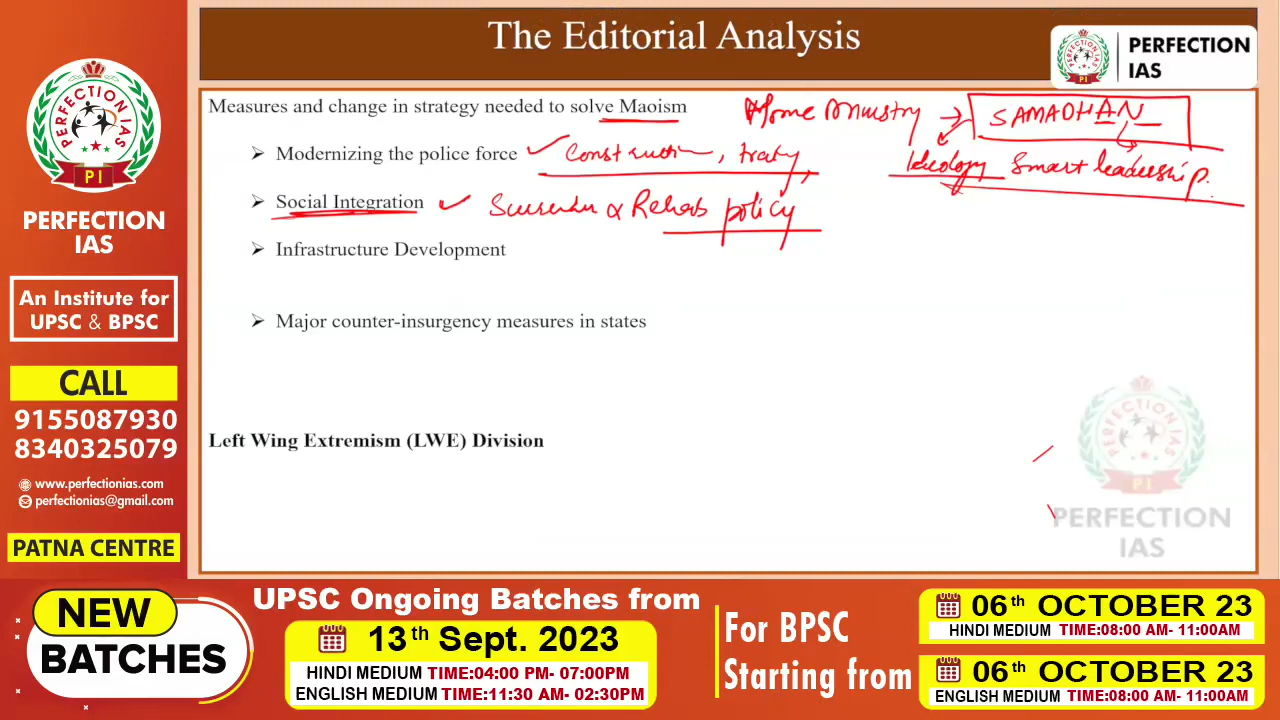 The Editorial Analysis
PERFECTION
IAS
PERFECTION IAS
PI
PERFECTION
IAS
An Institute for
UPSC & BPSC
CALL
9155087930
8340325079
www.perfectionias.com
perfectionias@gmail.com
PATNA CENTRE
Measures and change in strategy needed to solve Maoism
Home Ministry → SAMADHAN
➢ Modernizing the police force ✓ Construction,
Ideology Smart leadership.
➢ Social Integration ✓ Surrender & Rehab policy
➢ Infrastructure Development
➢ Major counter-insurgency measures in states
Left Wing Extremism (LWE) Division
PI
PERFECTION
IAS
NEW
BATCHES
UPSC Ongoing Batches from
13th Sept. 2023
HINDI MEDIUM TIME:04:00 PM- 07:00PM
ENGLISH MEDIUM TIME:11:30 AM- 02:30PM
For BPSC
Starting from
06th OCTOBER 23
HINDI MEDIUM TIME:08:00 AM- 11:00AM
06th OCTOBER 23
ENGLISH MEDIUM TIME:08:00 AM- 11:00AM